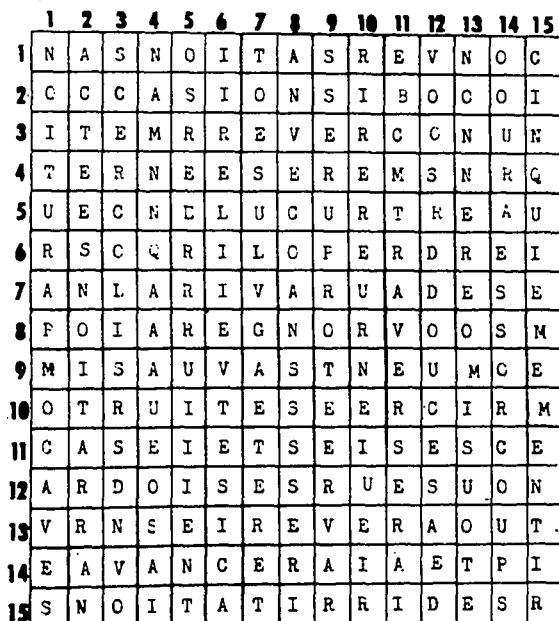 1 2 3 4 5 6 7 8 9 10 11 12 13 14 15
1 N A S N O I T A S R E V N O C
2 C C C A S I O N S I B O C O I
3 I T E M R R E V E R C O N U N
4 T E R N E E S E R E M S N R Q
5 U E C N E L U C U R T R E A U
6 R S C Q R I L O P E R D R E I
7 A N L A R I V A R U A D E S E
8 P O I A R E G N O R V O O S M
9 M I S A U V A S T N E U M C E
10 O T R U I T E S E E R C I R M
11 C A S E I E T S E I S E S C E
12 A R D O I S E S R U E S U O N
13 V R N S E I R E V E R A O U T
14 E A V A N C E R A I A E T P I
15 S N O I T A T I R R I D E S R